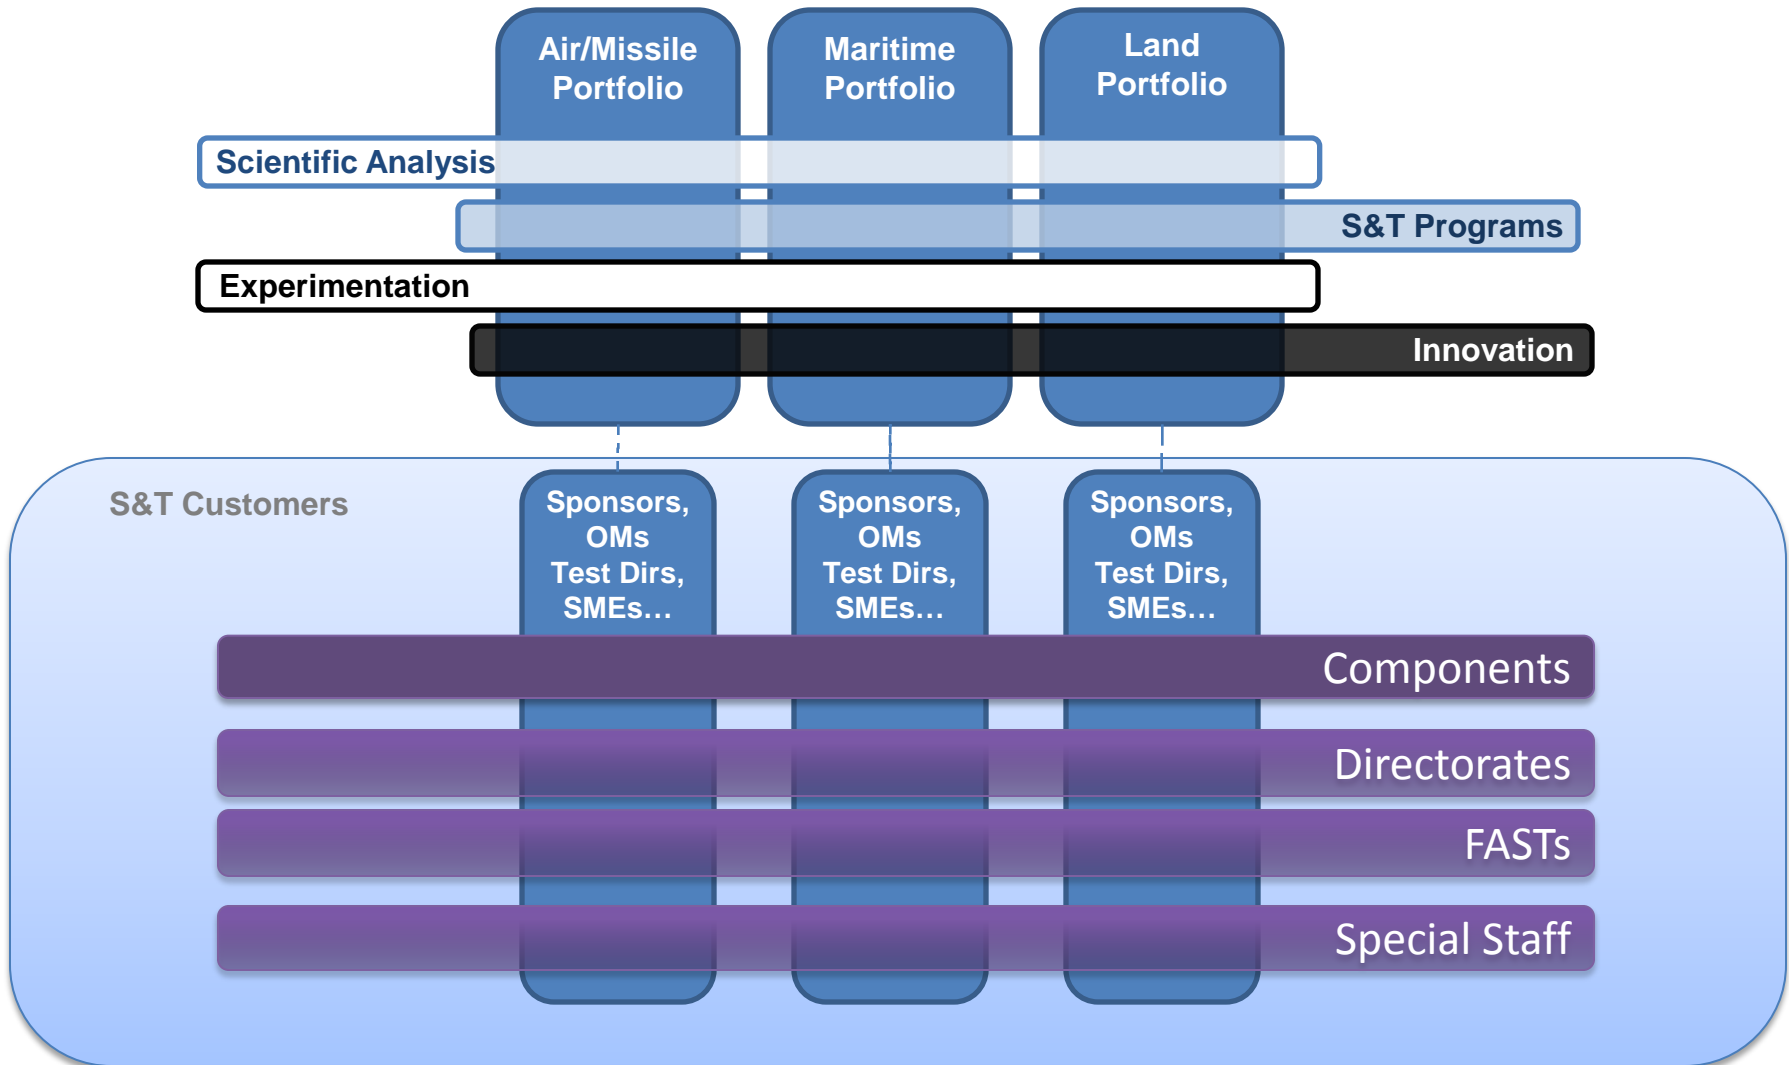 Air/Missile
Portfolio
Maritime
Portfolio
Land
Portfolio
Scientific Analysis
S&T Programs
Experimentation
Innovation
S&T Customers
Sponsors,
OMs
Test Dirs,
SMEs…
Sponsors,
OMs
Test Dirs,
SMEs…
Sponsors,
OMs
Test Dirs,
SMEs…
Components
Directorates
FASTs
Special Staff